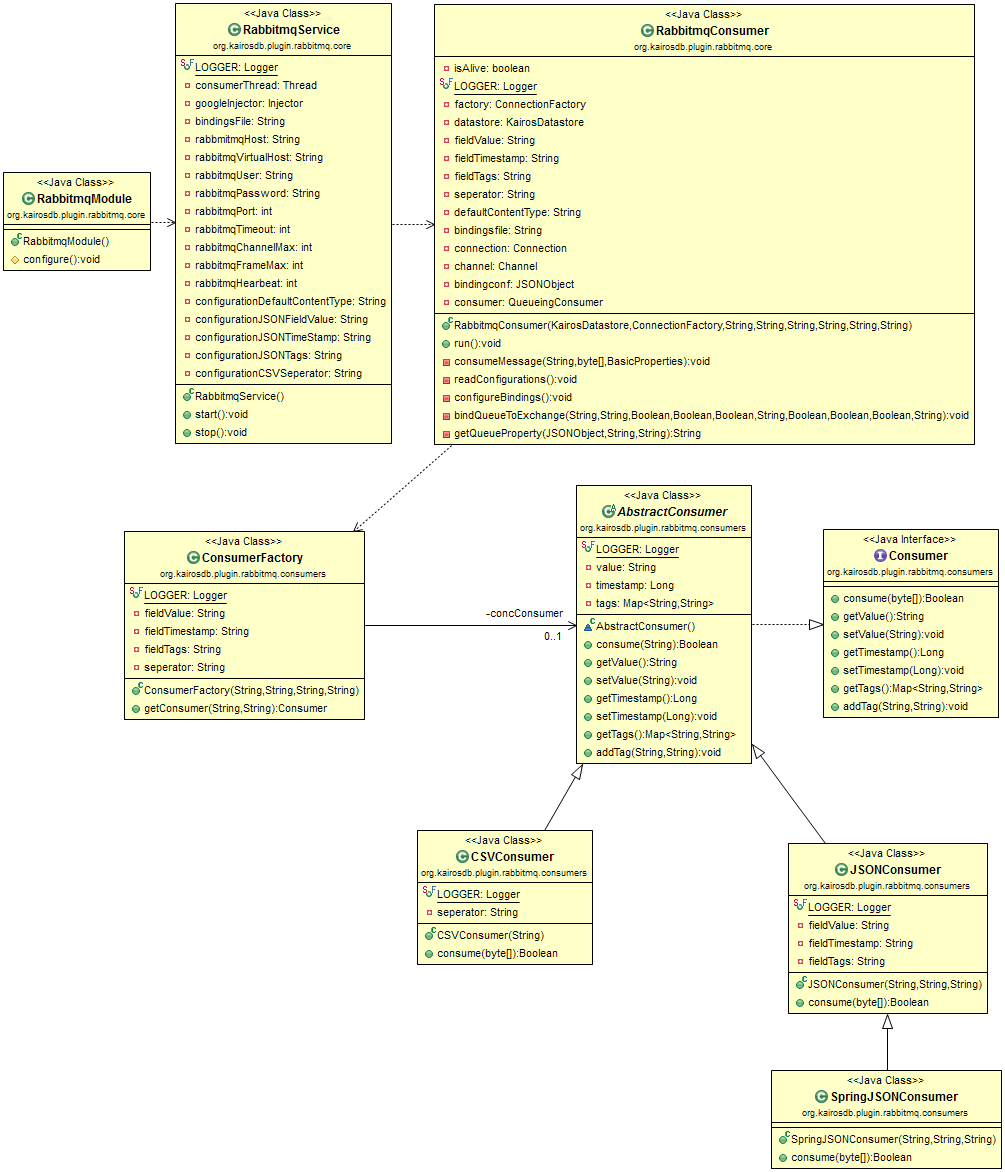 <<Java Class>>
RabbitmqService
org.kairosdb.plugin.rabbitmq.core
LOGGER: Logger
consumerThread: Thread
googleInjector: Injector
bindingsFile: String
rabbmitmqHost: String
rabbitmqVirtualHost: String
rabbitmqUser: String
rabbitmqPassword: String
rabbitmqPort: int
rabbitmqTimeout: int
rabbitmqChannelMax: int
rabbitmqFrameMax: int
rabbitmqHearbeat: int
configurationDefaultContentType: String
configurationJSONFieldValue: String
configurationJSONTimeStamp: String
configurationJSONTags: String
configurationCSVSeperator: String
RabbitmqService()
start():void
stop():void
<<Java Class>>
RabbitmqConsumer
org.kairosdb.plugin.rabbitmq.core
isAlive: boolean
LOGGER: Logger
factory: ConnectionFactory
datastore: KairosDatastore
fieldValue: String
fieldTimestamp: String
fieldTags: String
seperator: String
defaultContentType: String
bindingsfile: String
connection: Connection
channel: Channel
bindingconf: JSONObject
consumer: QueueingConsumer
RabbitmqConsumer(KairosDatastore,ConnectionFactory,String,String,String,String,String,String)
run():void
consumeMessage(String,byte[],BasicProperties):void
readConfigurations():void
configureBindings():void
bindQueueToExchange(String,String,Boolean,Boolean,Boolean,String,Boolean,Boolean,Boolean,String):void
getQueueProperty(JSONObject,String,String):String
<<Java Class>>
RabbitmqModule
org.kairosdb.plugin.rabbitmq.core
RabbitmqModule()
configure():void
<<Java Class>>
ConsumerFactory
org.kairosdb.plugin.rabbitmq.consumers
LOGGER: Logger
fieldValue: String
fieldTimestamp: String
fieldTags: String
seperator: String
ConsumerFactory(String,String,String,String)
getConsumer(String,String):Consumer
-concConsumer
0..1
<<Java Class>>
AbstractConsumer
org.kairosdb.plugin.rabbitmq.consumers
LOGGER: Logger
value: String
timestamp: Long
tags: Map<String,String>
AbstractConsumer()
consume(String):Boolean
getValue():String
setValue(String):void
getTimestamp():Long
setTimestamp(Long):void
getTags():Map<String,String>
addTag(String,String):void
<<Java Interface>>
Consumer
org.kairosdb.plugin.rabbitmq.consumers
consume(byte[]):Boolean
getValue():String
setValue(String):void
getTimestamp():Long
setTimestamp(Long):void
getTags():Map<String,String>
addTag(String,String):void
<<Java Class>>
CSVConsumer
org.kairosdb.plugin.rabbitmq.consumers
LOGGER: Logger
seperator: String
CSVConsumer(String)
consume(byte[]):Boolean
<<Java Class>>
JSONConsumer
org.kairosdb.plugin.rabbitmq.consumers
LOGGER: Logger
fieldValue: String
fieldTimestamp: String
fieldTags: String
JSONConsumer(String,String,String)
consume(byte[]):Boolean
<<Java Class>>
SpringJSONConsumer
org.kairosdb.plugin.rabbitmq.consumers
SpringJSONConsumer(String,String,String)
consume(byte[]):Boolean